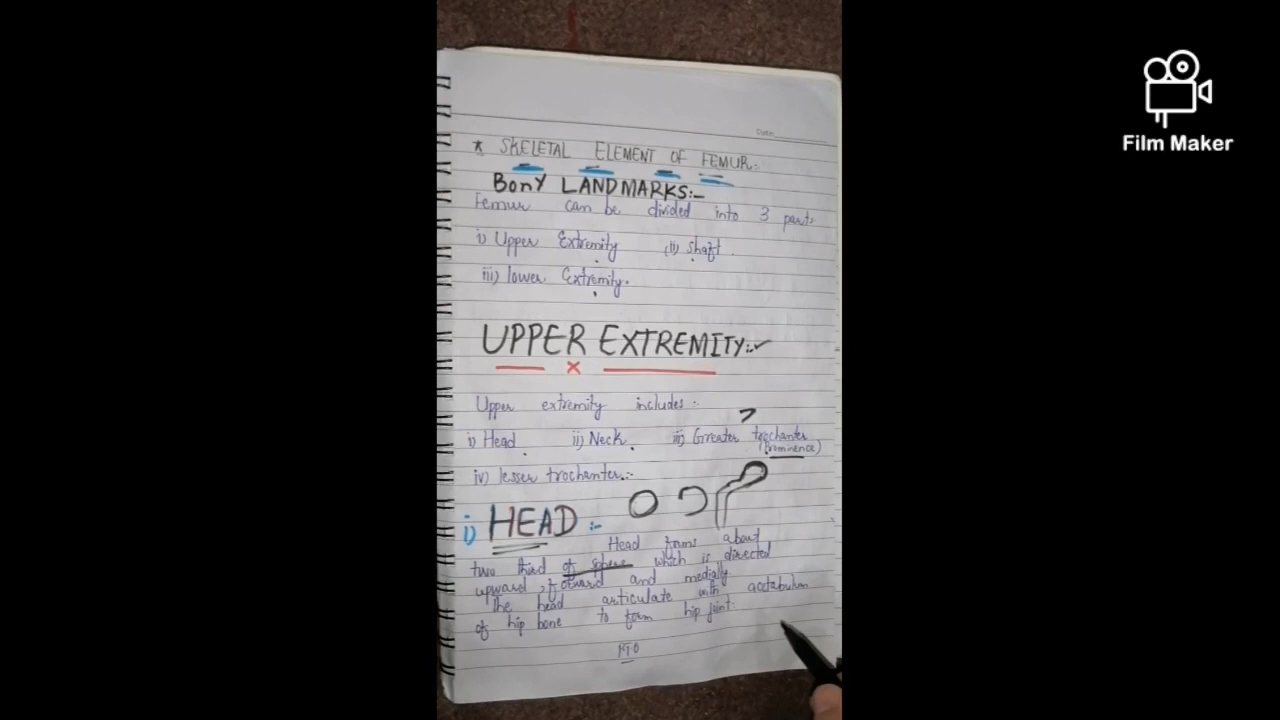 Date
* SKELETAL ELEMENT OF FEMUR:-
BonY LANDMARKS:-
Femur can be divided into 3 parts
i) Upper Extremity (ii) Shaft.
iii) lower Extremity.
UPPER EXTREMITY:-
Upper extremity includes :-
i) Head ii) Neck iii) Greater trochanter
(Prominence)
iv) lesser trochanter:-
i) HEAD :-
Head forms about
two third of sphere which is directed
upward, forward and medially
The head articulate with acetabulum
of hip bone to form hip joint.
PTO
Film Maker